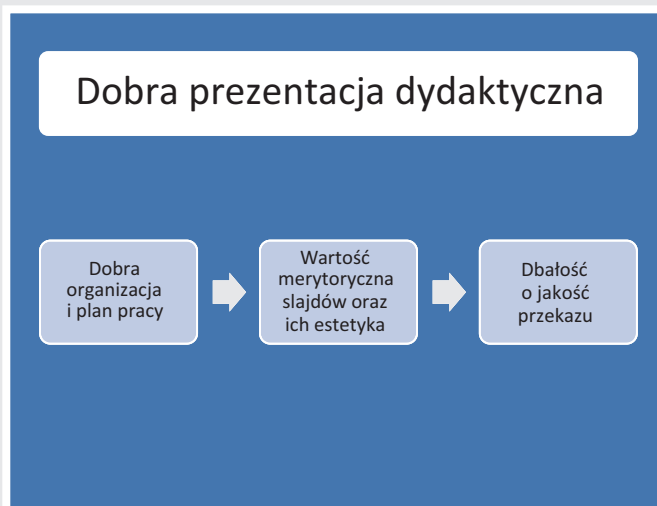 Dobra prezentacja dydaktyczna
Dobra
organizacja
i plan pracy
Wartość
merytoryczna
slajdów oraz
ich estetyka
Dbałość
o jakość
przekazu